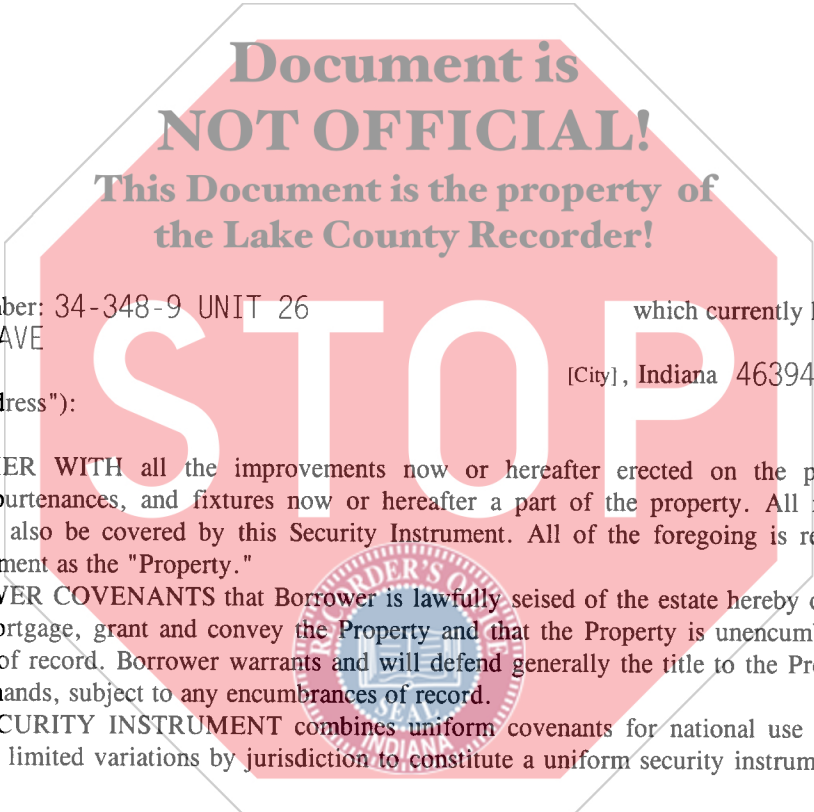 Document is
NOT OFFICIAL!
This Document is the property of
the Lake County Recorder!
ber: 34-348-9 UNIT 26 which currently
AVE
[City], Indiana 46394
dress"):
STOP
ER WITH all the improvements now or hereafter erected on the p
urtenances, and fixtures now or hereafter a part of the property. All
also be covered by this Security Instrument. All of the foregoing is re
ment as the "Property."
VER COVENANTS that Borrower is lawfully seised of the estate hereby
ortgage, grant and convey the Property and that the Property is unencum
of record. Borrower warrants and will defend generally the title to the Pro
ands, subject to any encumbrances of record.
CURITY INSTRUMENT combines uniform covenants for national use
limited variations by jurisdiction to constitute a uniform security instrum
RECORDER'S OFFICE
SEAL
INDIANA